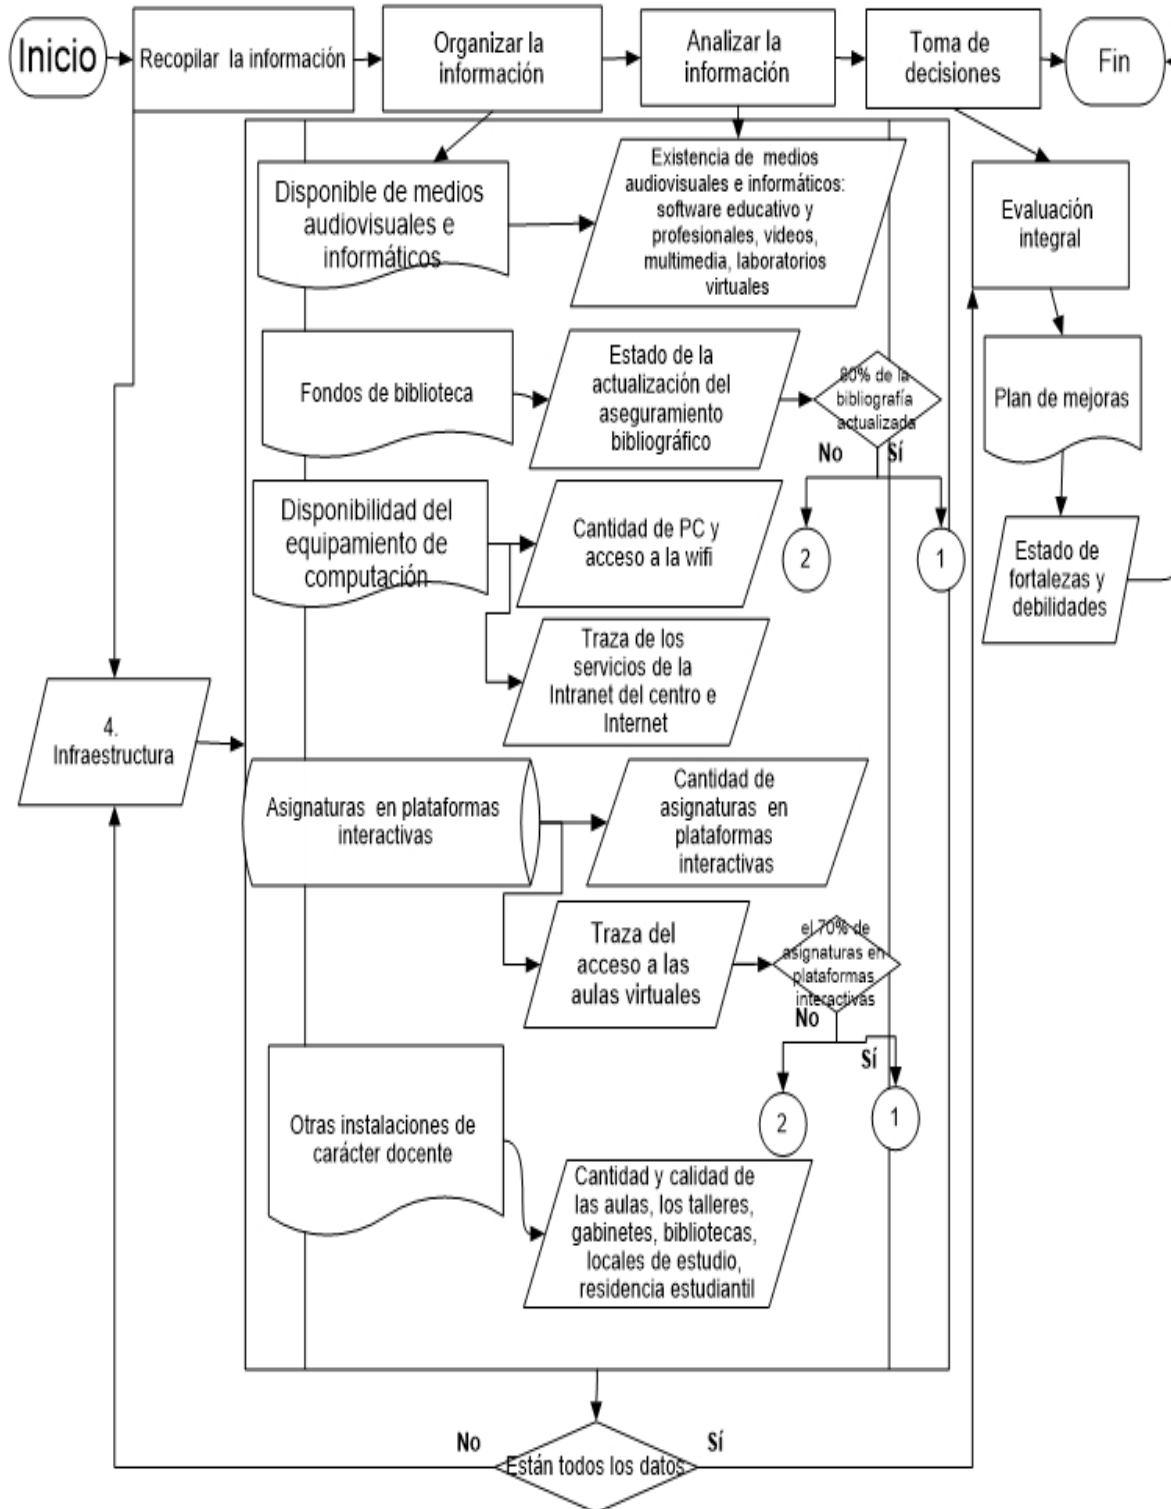 Inicio
Recopilar la información
Organizar la
información
Analizar la
información
Toma de
decisiones
Fin
Disponible de medios
audiovisuales e
informáticos
Existencia de medios
audiovisuales e informáticos:
software educativo y
profesionales, videos,
multimedia, laboratorios
virtuales
Evaluación
integral
Fondos de biblioteca
Estado de la
actualización del
aseguramiento
bibliográfico
80% de la
bibliografía
actualizada
No
Sí
2
1
Plan de mejoras
Disponibilidad del
equipamiento de
computación
Cantidad de PC y
acceso a la wifi
Estado de
fortalezas y
debilidades
Traza de los
servicios de la
Intranet del centro e
Internet
4.
Infraestructura
Asignaturas en plataformas
interactivas
Cantidad de
asignaturas en
plataformas
interactivas
Traza del
acceso a las
aulas virtuales
el 70% de
asignaturas en
plataformas
interactivas
No
Sí
2
1
Otras instalaciones de
carácter docente
Cantidad y calidad de
las aulas, los talleres,
gabinetes, bibliotecas,
locales de estudio,
residencia estudiantil
No
Sí
Están todos los datos